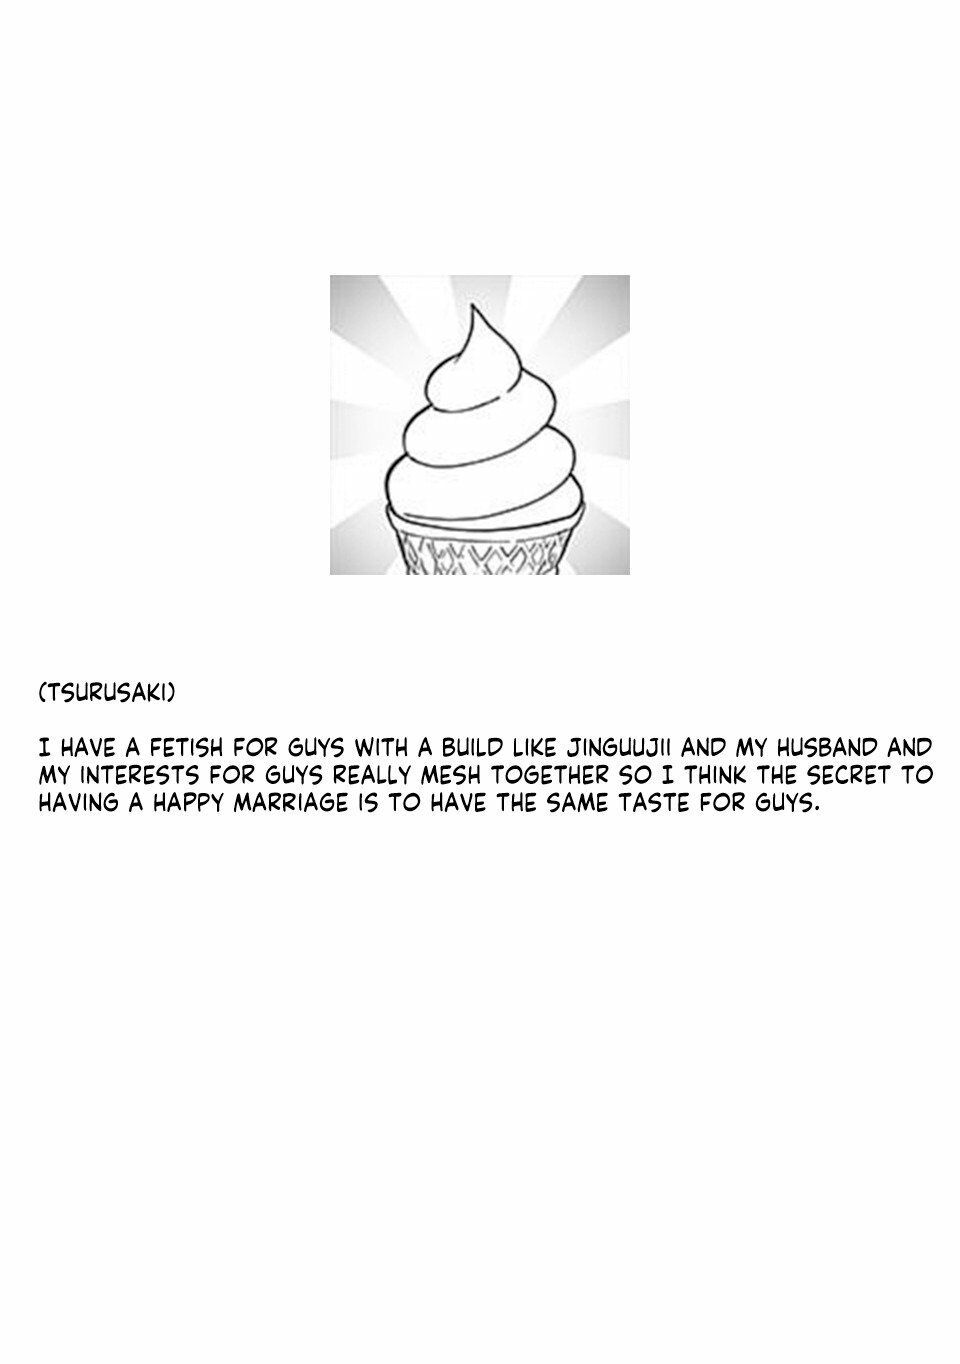 (TSURUSAKI)
I HAVE A FETISH FOR GUYS WITH A BUILD LIKE JINGUUJII AND MY HUSBAND AND
MY INTERESTS FOR GUYS REALLY MESH TOGETHER SO I THINK THE SECRET TO
HAVING A HAPPY MARRIAGE IS TO HAVE THE SAME TASTE FOR GUYS.